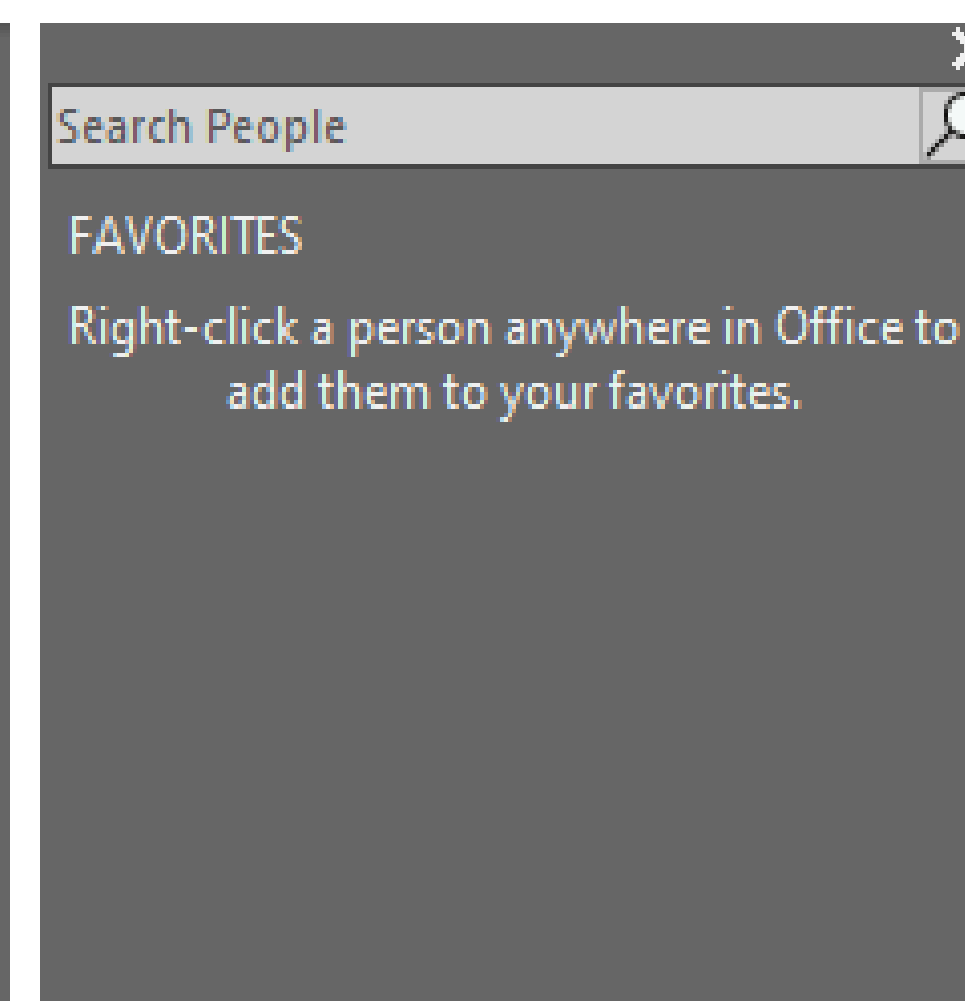 Search People
FAVORITES
Right-click a person anywhere in Office to
add them to your favorites.